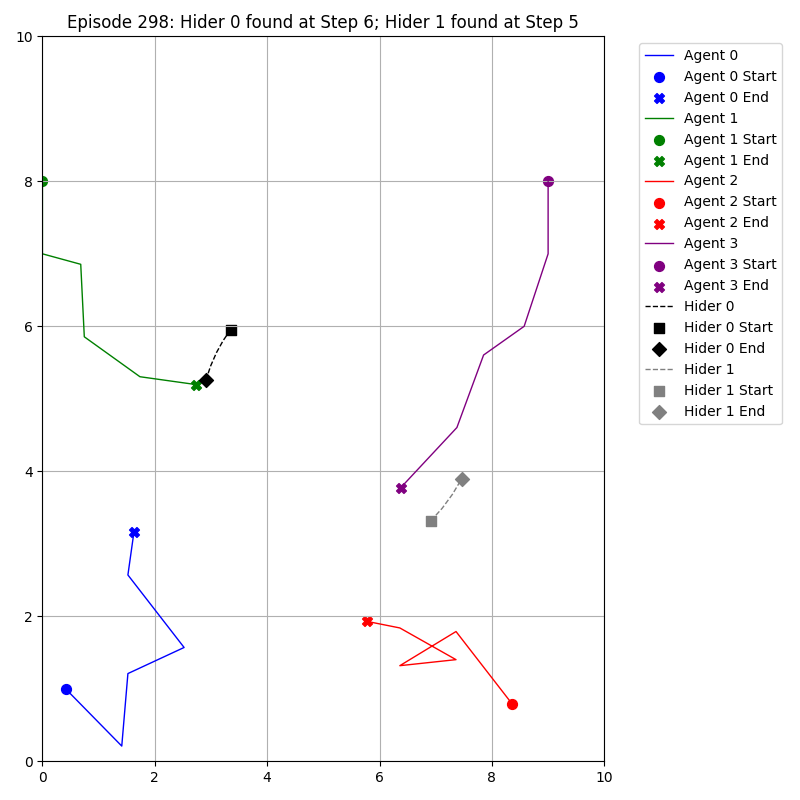 Episode 298: Hider 0 found at Step 6; Hider 1 found at Step 5
10
8
6
4
2
0
0 2 4 6 8 10
Agent 0
Agent 0 Start
Agent 0 End
Agent 1
Agent 1 Start
Agent 1 End
Agent 2
Agent 2 Start
Agent 2 End
Agent 3
Agent 3 Start
Agent 3 End
Hider 0
Hider 0 Start
Hider 0 End
Hider 1
Hider 1 Start
Hider 1 End